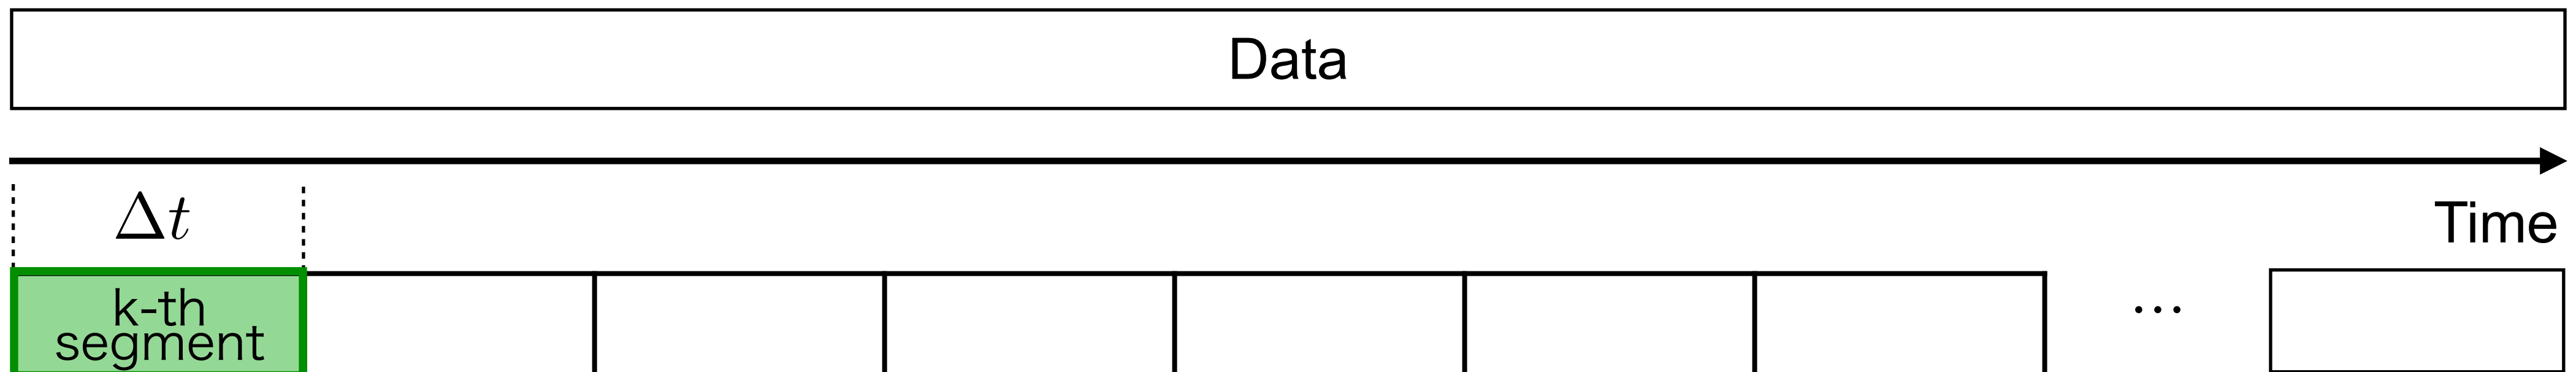 Data
Δt
Time
k-th
segment
...